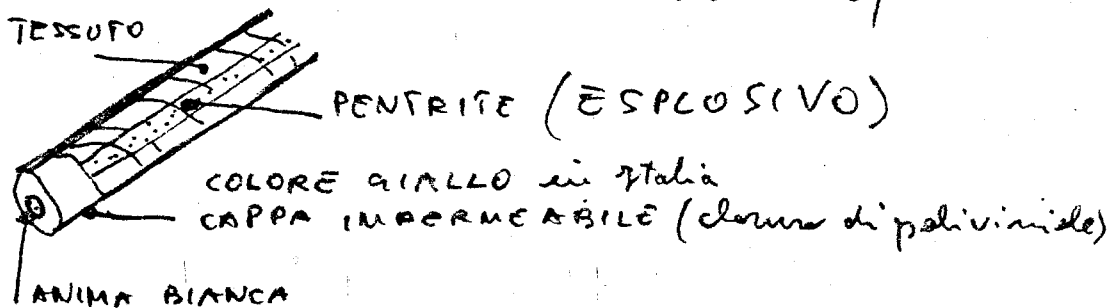 TESSUTO
PENTRITE (ESPLOSIVO)
COLORE GIALLO in Italia
CAPPA IMPERMEABILE (cloruro di polivinile)
ANIMA BIANCA